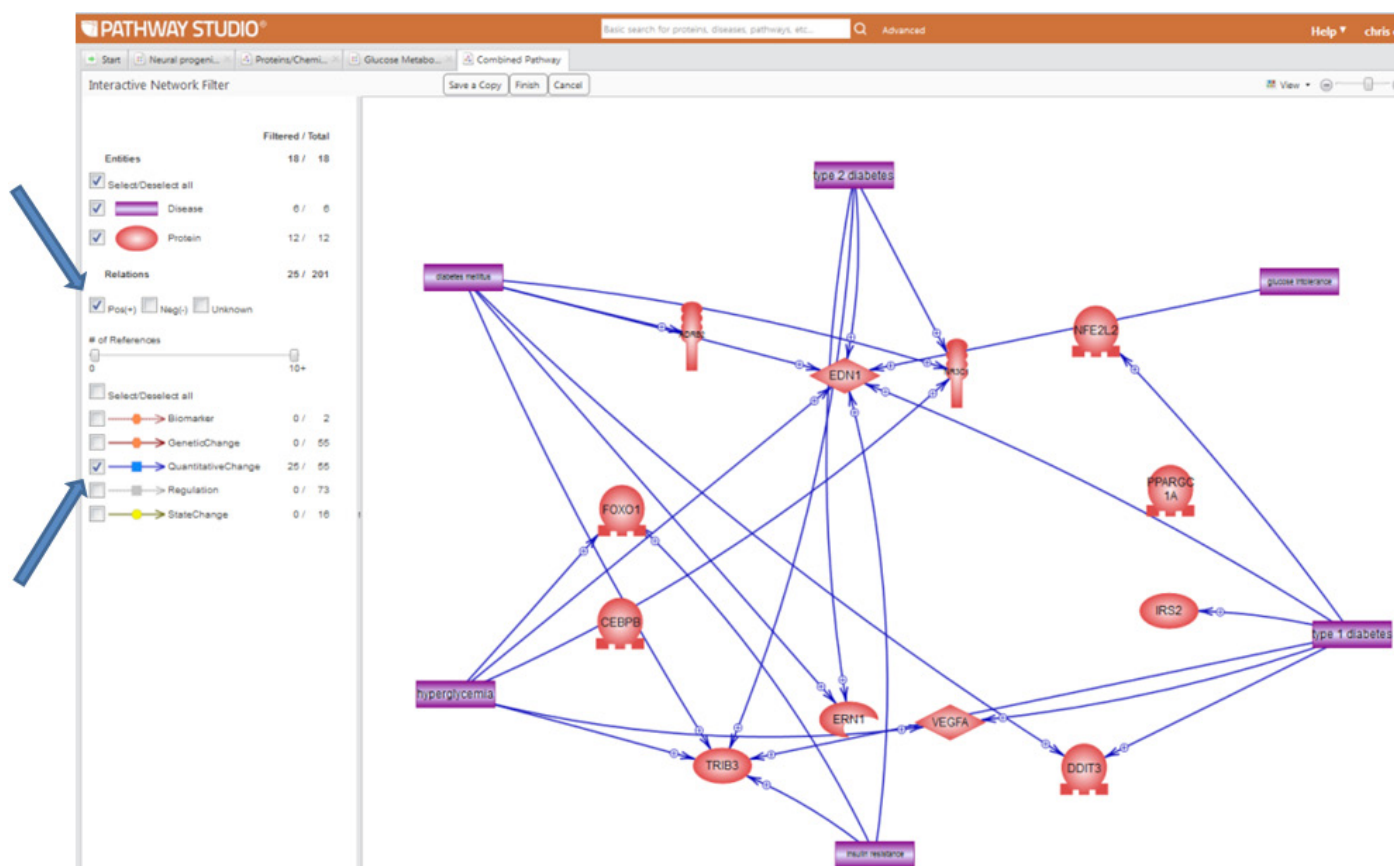 PATHWAY STUDIO®
Basic search for proteins, diseases, pathways, etc...
Advanced
Help
chris
Start
Neural progeni...
Proteins/Chemi...
Glucose Metabo...
Combined Pathway
Interactive Network Filter
Save a Copy
Finish
Cancel
View
Filtered / Total
Entities 18 / 18
Select/Deselect all
Disease 6 / 6
Protein 12 / 12
Relations 25 / 201
Pos(+) Neg(-) Unknown
# of References
0 10+
Select/Deselect all
Biomarker 0 / 2
GeneticChange 0 / 55
QuantitativeChange 25 / 55
Regulation 0 / 73
StateChange 0 / 16
type 2 diabetes
diabetes mellitus
glucose intolerance
NFE2L2
EDN1
PPARGC
1A
FOXO1
CEBPB
IRS2
type 1 diabetes
hyperglycemia
ERN1
VEGFA
TRIB3
DDIT3
insulin resistance